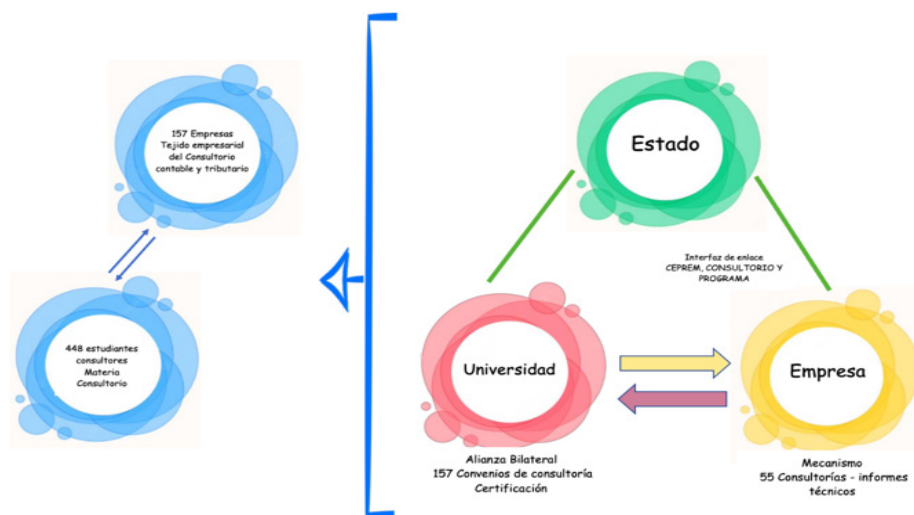 157 Empresas
Tejido empresarial
del Consultorio
contable y tributario
448 estudiantes
consultores
Materia
Consultorio
Estado
Interfaz de enlace
CEPREM, CONSULTORIO Y
PROGRAMA
Universidad
Empresa
Alianza Bilateral
157 Convenios de consultoría
Certificación
Mecanismo
55 Consultorías - informes
técnicos